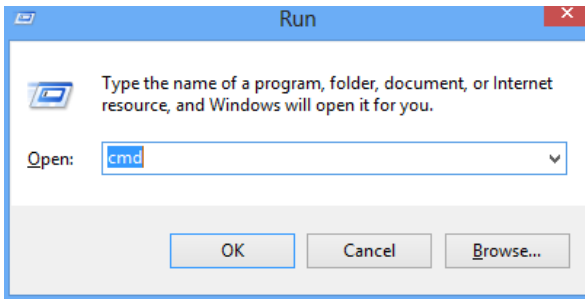 Run
Type the name of a program, folder, document, or Internet
resource, and Windows will open it for you.
Open: cmd
OK Cancel Browse...